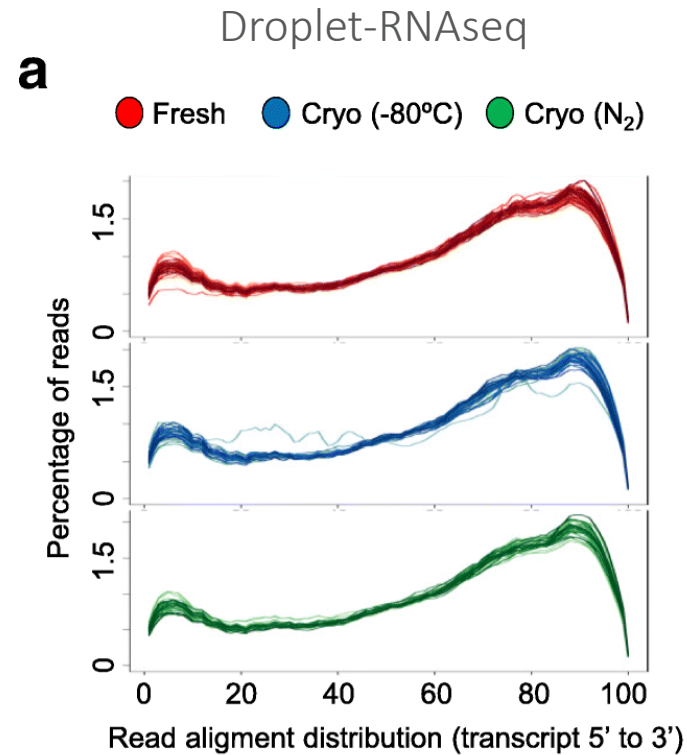 Droplet-RNAseq
a
Fresh Cryo (-80ºC) Cryo (N₂)
Percentage of reads
1.5
0
1.5
0
1.5
0
0 20 40 60 80 100
Read aligment distribution (transcript 5’ to 3’)